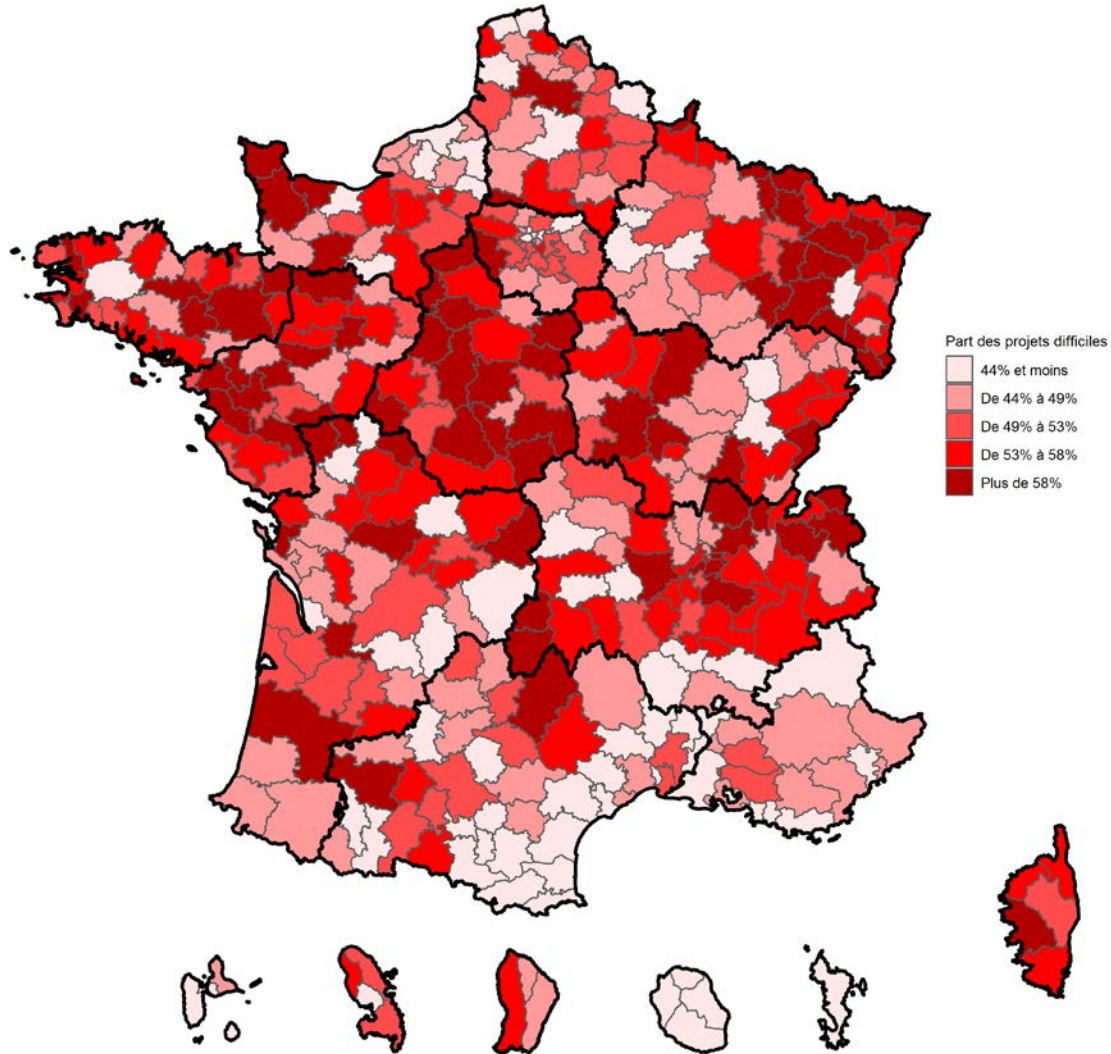 Part des projets difficiles
44% et moins
De 44% à 49%
De 49% à 53%
De 53% à 58%
Plus de 58%